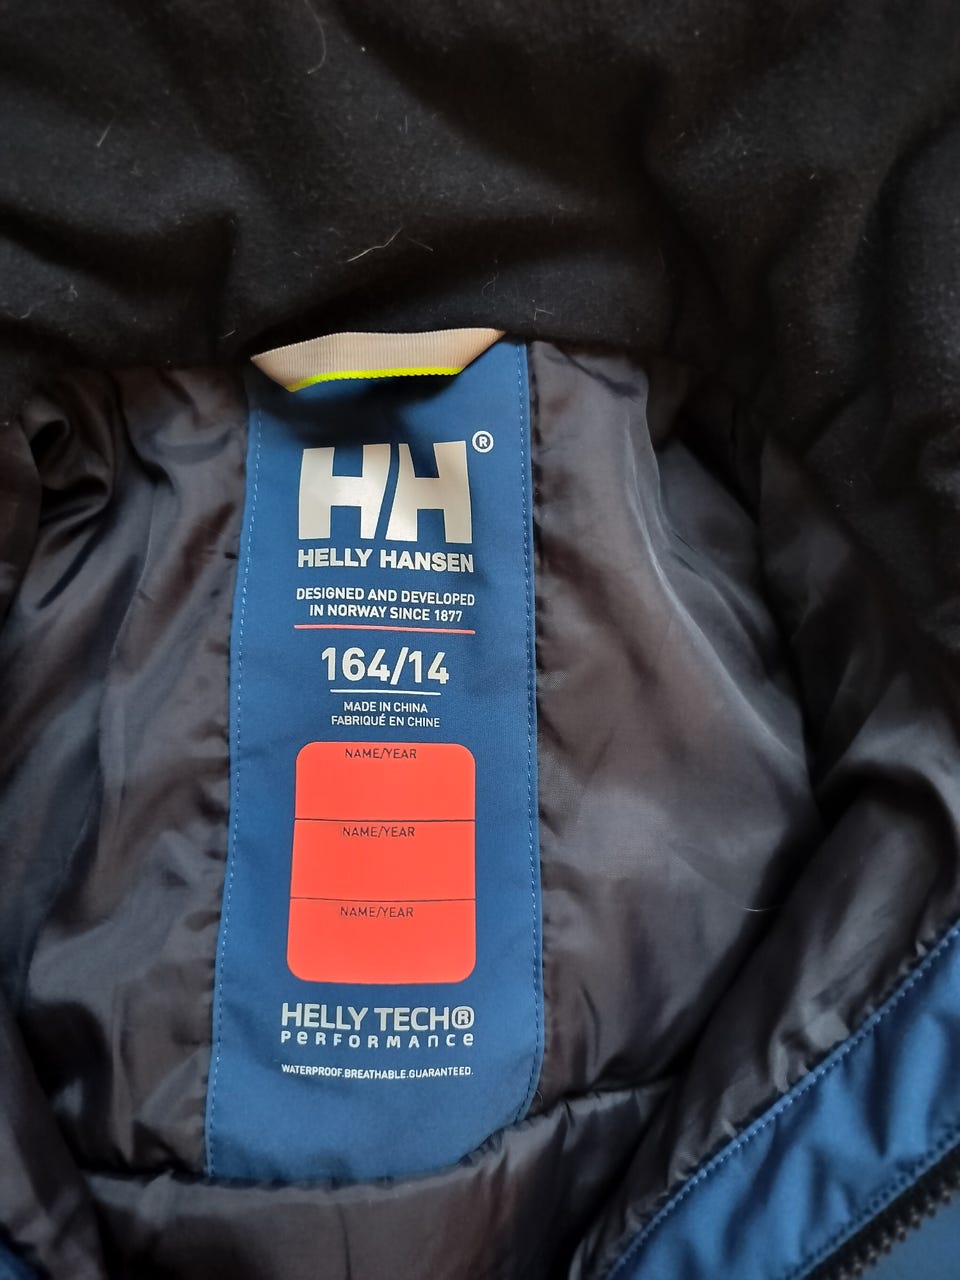 HH®
HELLY HANSEN
DESIGNED AND DEVELOPED
IN NORWAY SINCE 1877
164/14
MADE IN CHINA
FABRIQUÉ EN CHINE
NAME/YEAR
NAME/YEAR
NAME/YEAR
HELLY TECH®
PERFORMANCE
WATERPROOF.BREATHABLE.GUARANTEED.